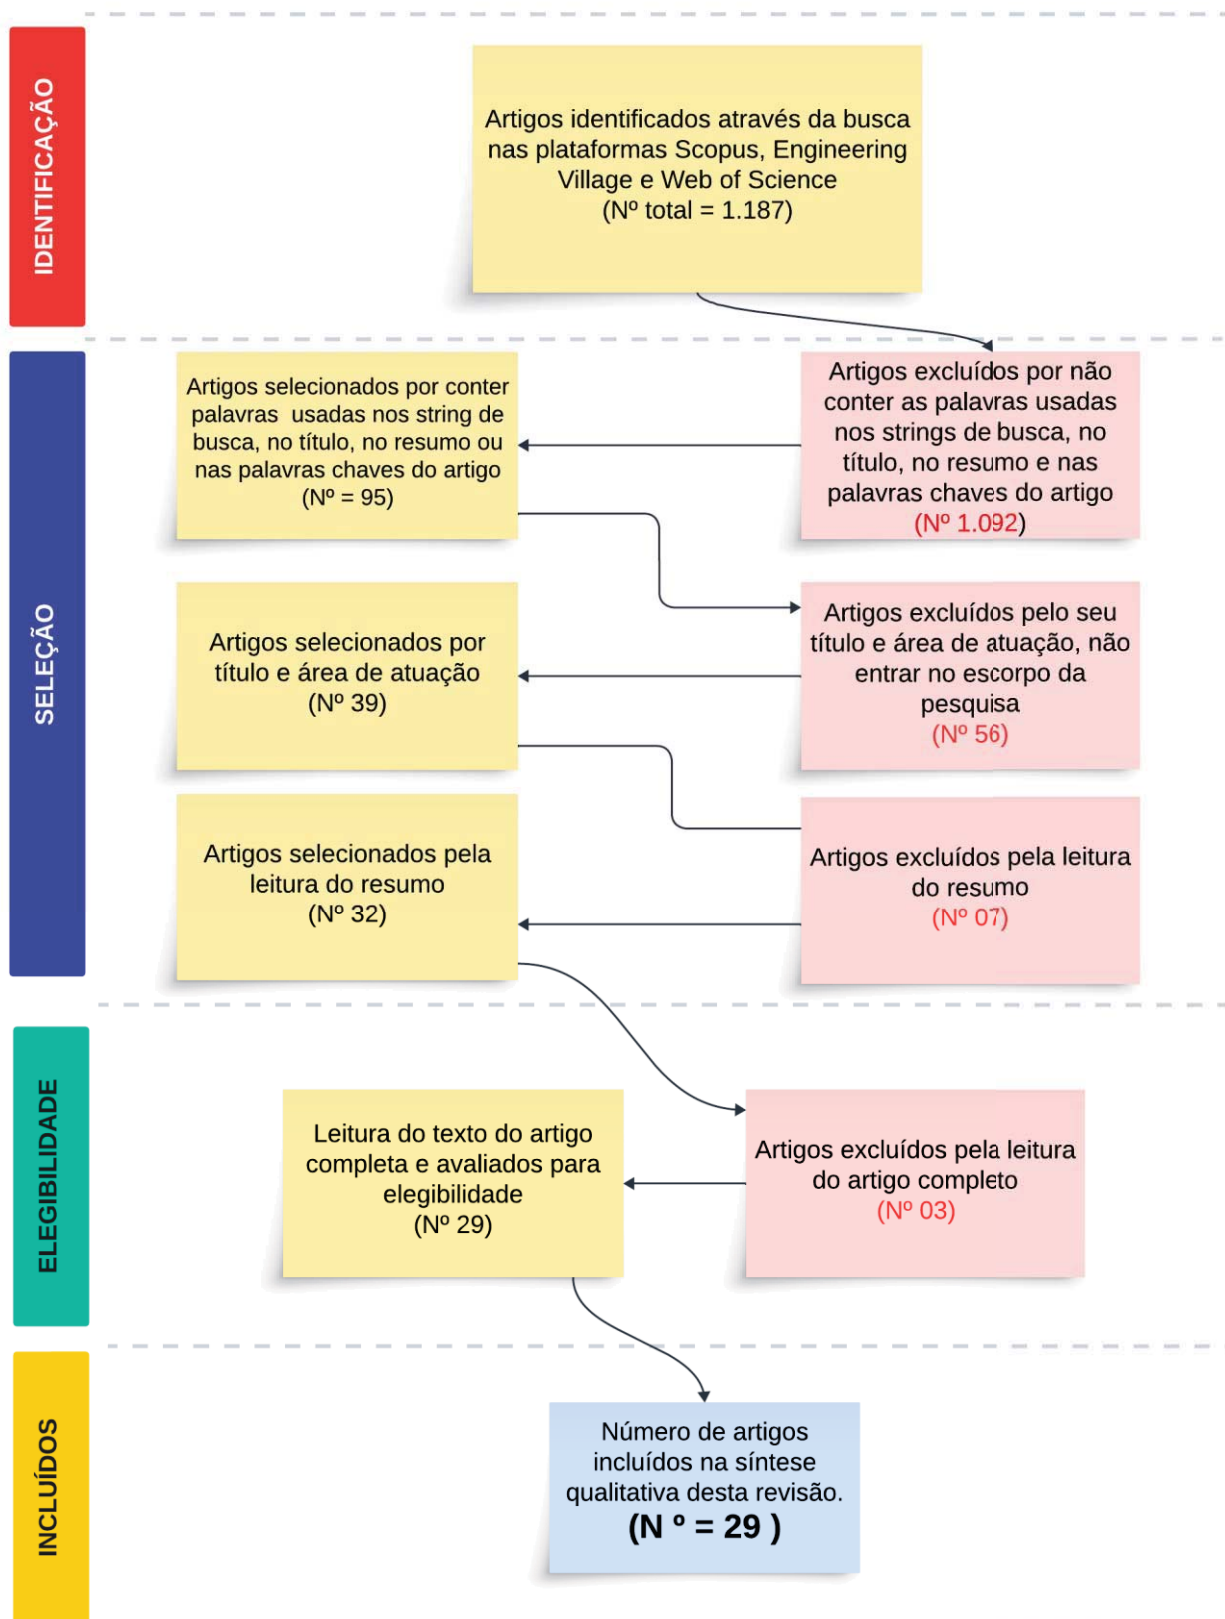 IDENTIFICAÇÃO
Artigos identificados através da busca
nas plataformas Scopus, Engineering
Village e Web of Science
(Nº total = 1.187)
SELEÇÃO
Artigos selecionados por conter
palavras usadas nos string de
busca, no título, no resumo ou
nas palavras chaves do artigo
(Nº = 95)
Artigos excluídos por não
conter as palavras usadas
nos strings de busca, no
título, no resumo e nas
palavras chaves do artigo
(Nº 1.092)
Artigos selecionados por
título e área de atuação
(Nº 39)
Artigos excluídos pelo seu
título e área de atuação, não
entrar no escorpo da
pesquisa
(Nº 56)
Artigos selecionados pela
leitura do resumo
(Nº 32)
Artigos excluídos pela leitura
do resumo
(Nº 07)
ELEGIBILIDADE
Leitura do texto do artigo
completa e avaliados para
elegibilidade
(Nº 29)
Artigos excluídos pela leitura
do artigo completo
(Nº 03)
INCLUÍDOS
Número de artigos
incluídos na síntese
qualitativa desta revisão.
(N º = 29 )